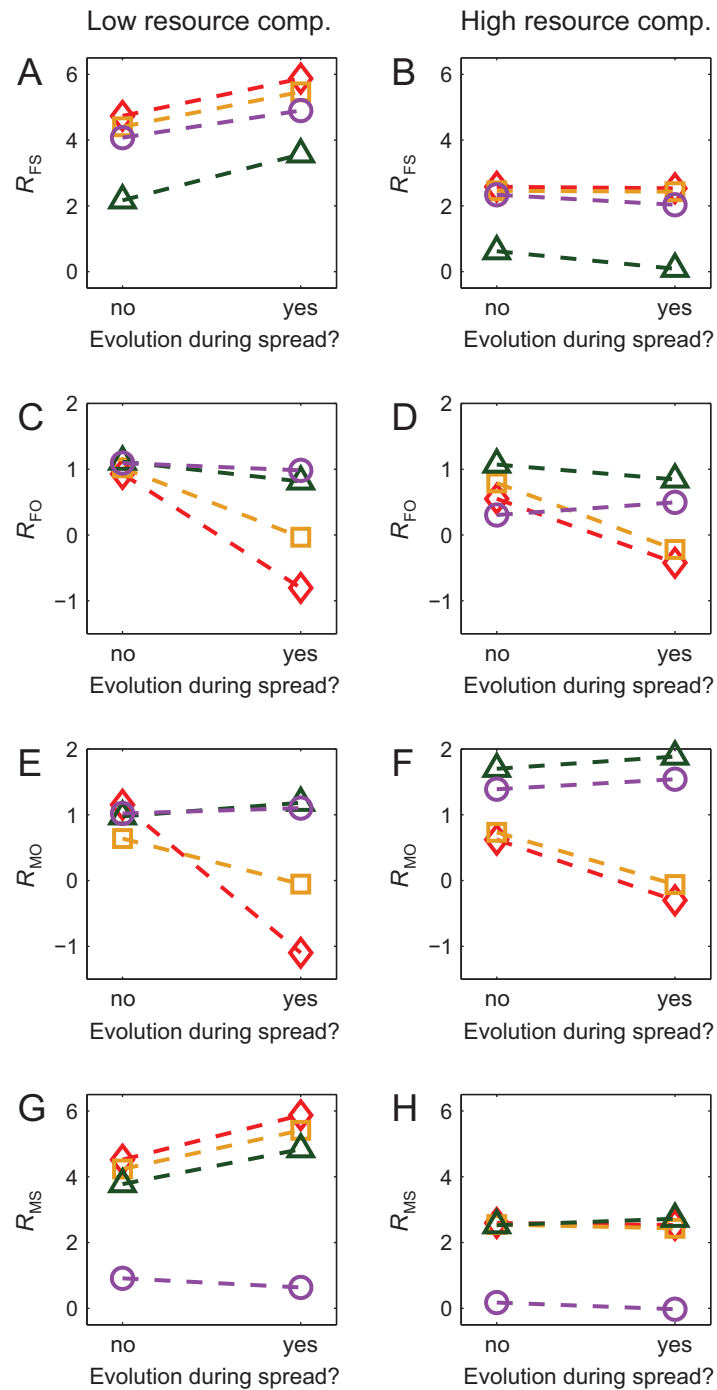 Low resource comp. High resource comp.
A B
6 6
4 4
2 2
0 0
R_FS R_FS
no yes no yes
Evolution during spread? Evolution during spread?
C D
2 2
1 1
0 0
−1 −1
R_FO R_FO
no yes no yes
Evolution during spread? Evolution during spread?
E F
2 2
1 1
0 0
−1 −1
R_MO R_MO
no yes no yes
Evolution during spread? Evolution during spread?
G H
6 6
4 4
2 2
0 0
R_MS R_MS
no yes no yes
Evolution during spread? Evolution during spread?